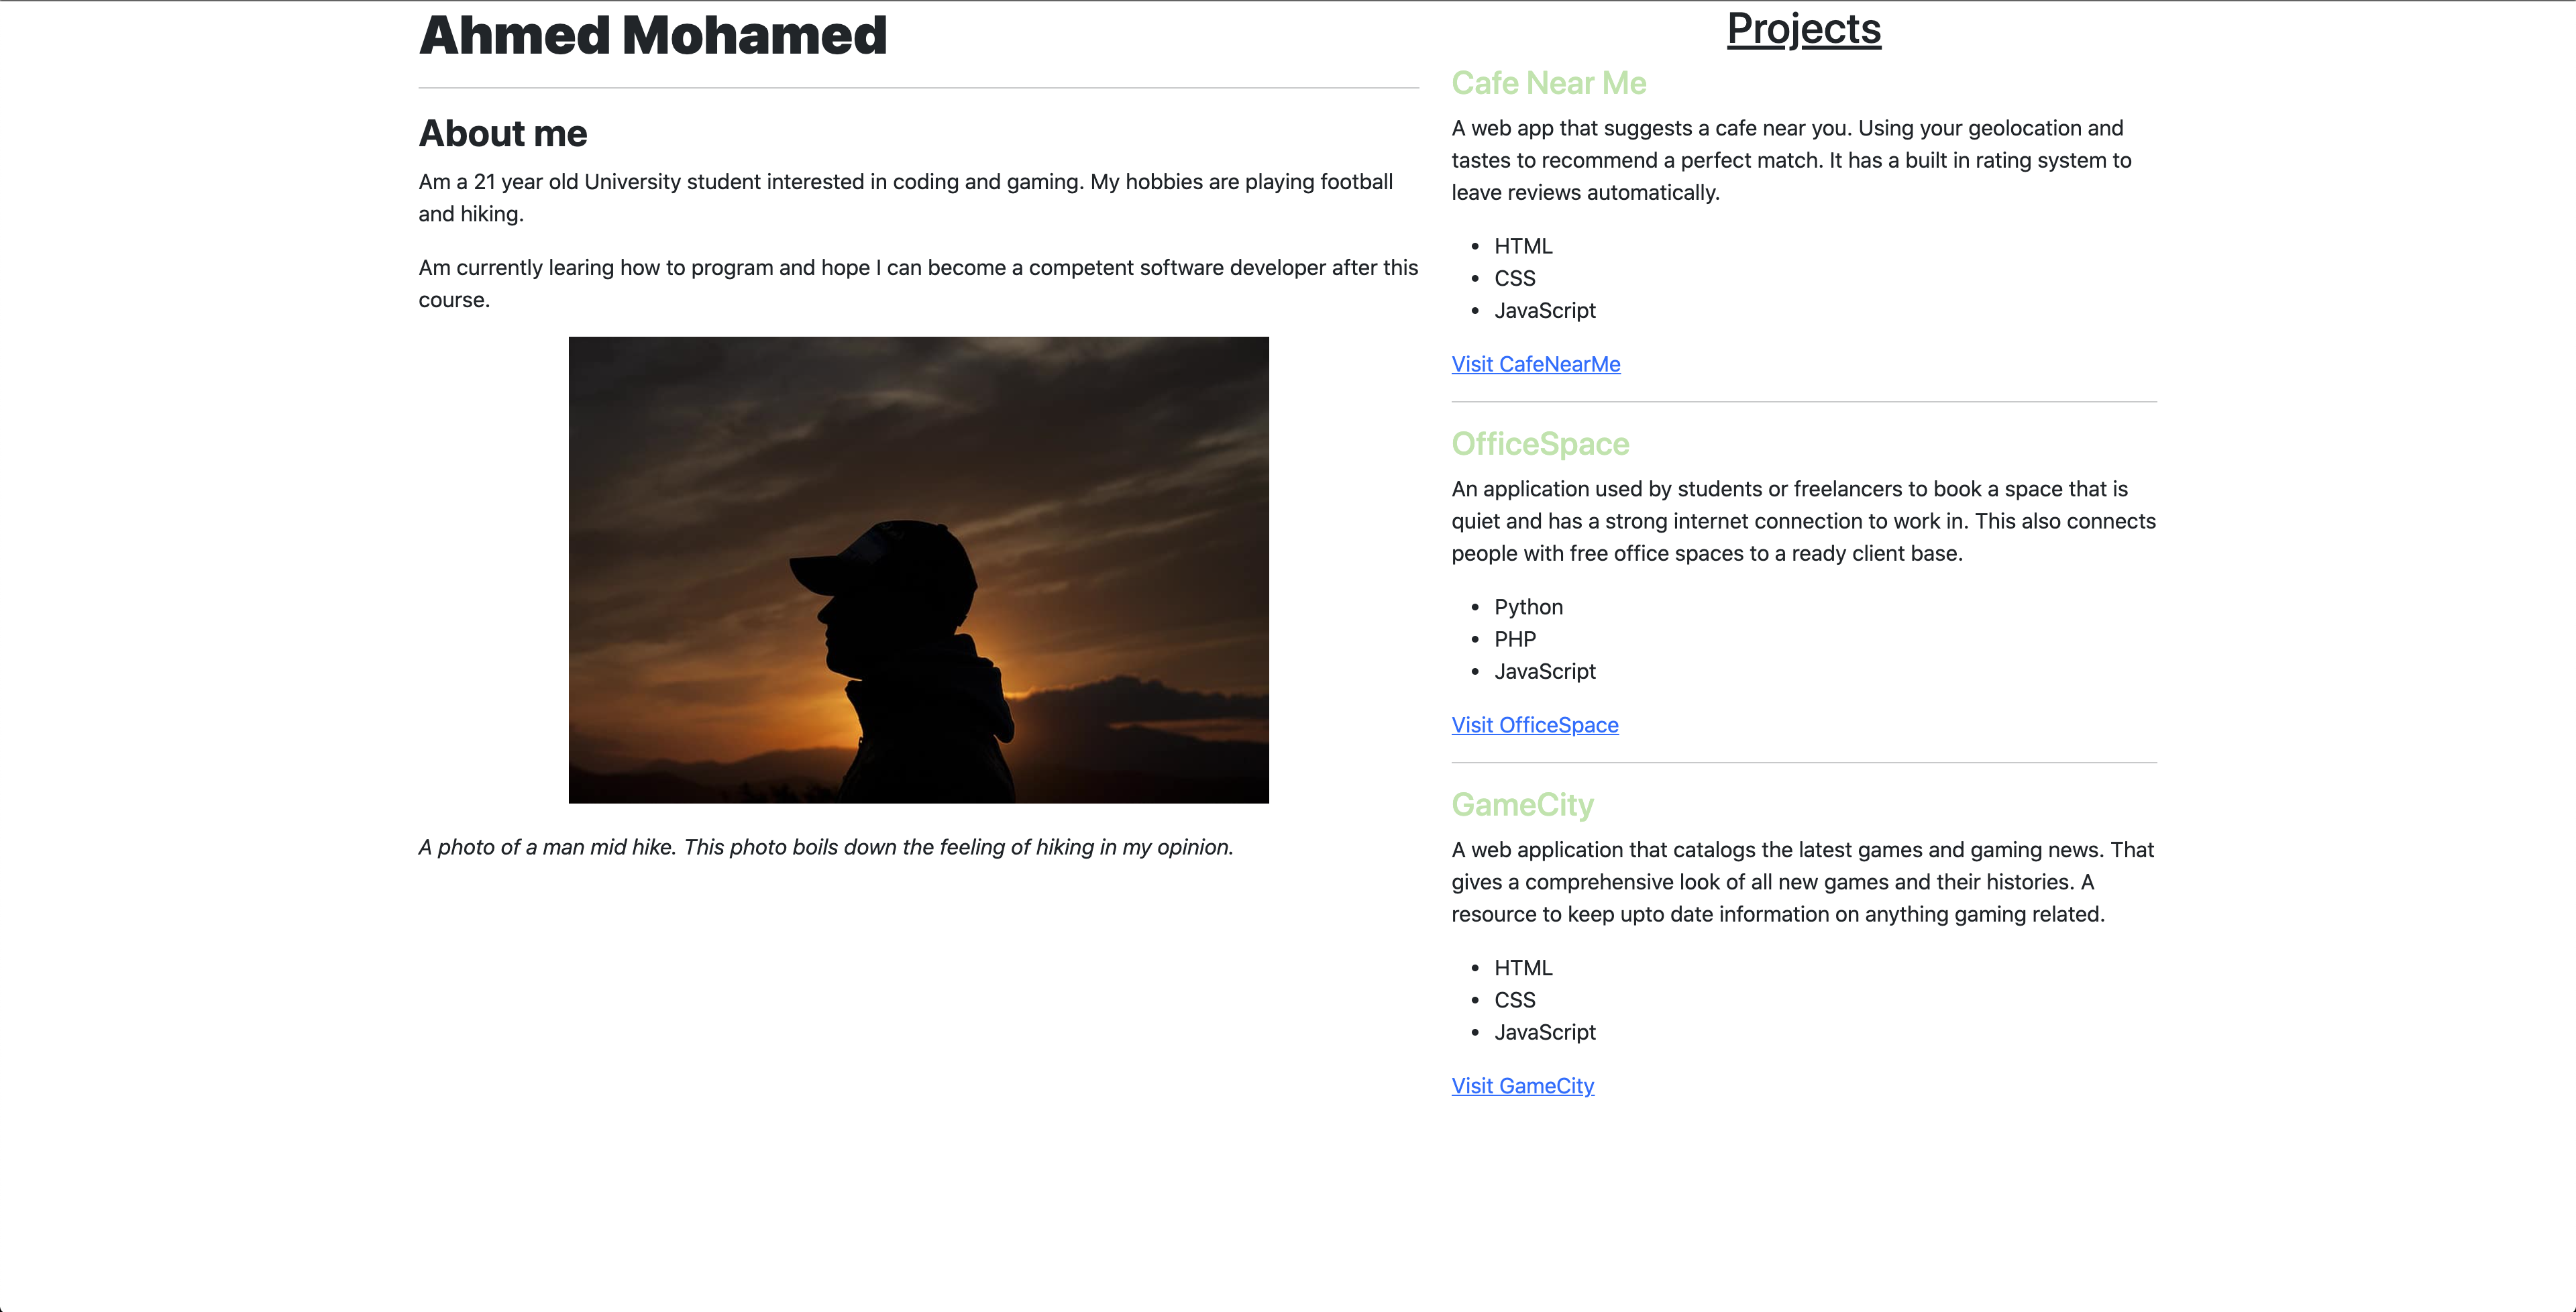 Ahmed Mohamed
About me
Am a 21 year old University student interested in coding and gaming. My hobbies are playing football
and hiking.
Am currently learing how to program and hope I can become a competent software developer after this
course.
A photo of a man mid hike. This photo boils down the feeling of hiking in my opinion.
Projects
Cafe Near Me
A web app that suggests a cafe near you. Using your geolocation and
tastes to recommend a perfect match. It has a built in rating system to
leave reviews automatically.
• HTML
• CSS
• JavaScript
Visit CafeNearMe
OfficeSpace
An application used by students or freelancers to book a space that is
quiet and has a strong internet connection to work in. This also connects
people with free office spaces to a ready client base.
• Python
• PHP
• JavaScript
Visit OfficeSpace
GameCity
A web application that catalogs the latest games and gaming news. That
gives a comprehensive look of all new games and their histories. A
resource to keep upto date information on anything gaming related.
• HTML
• CSS
• JavaScript
Visit GameCity